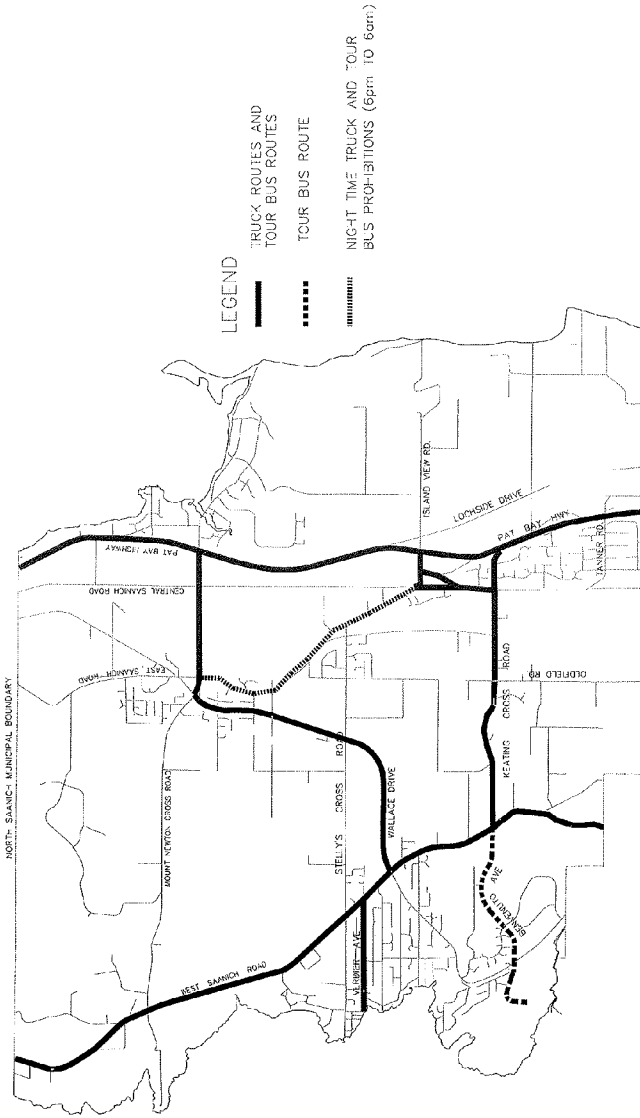 NORTH SAANICH MUNICIPAL BOUNDARY
PAT BAY HIGHWAY
CENTRAL SAANICH ROAD
EAST SAANICH ROAD
MOUNT NEWTON CROSS ROAD
WEST SAANICH ROAD
STELLY'S CROSS ROAD
WALLACE DRIVE
VERDIER AVE
ISLAND VIEW RD.
LOCHSIDE DRIVE
PAT BAY HWY
TANNER RD.
OLDFIELD RD
KEATING CROSS ROAD
BENVENUTO AVE
LEGEND
TRUCK ROUTES AND
TOUR BUS ROUTES
TOUR BUS ROUTE
NIGHT TIME TRUCK AND TOUR
BUS PROHIBITIONS (6pm TO 6am)